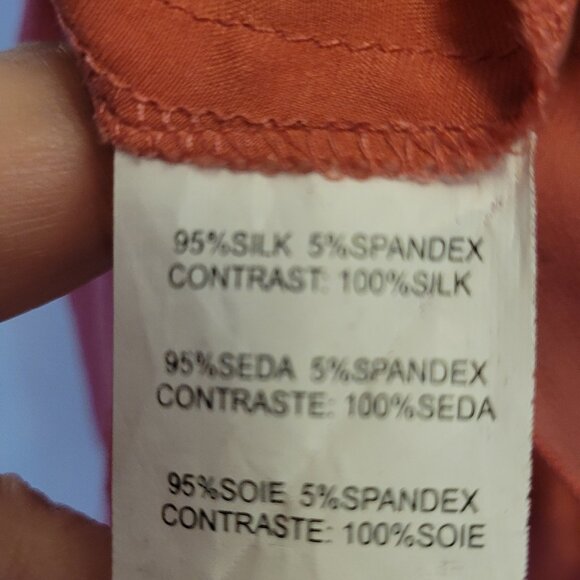 95%SILK 5%SPANDEX
CONTRAST: 100%SILK
95%SEDA 5%SPANDEX
CONTRASTE: 100%SEDA
95%SOIE 5%SPANDEX
CONTRASTE: 100%SOIE